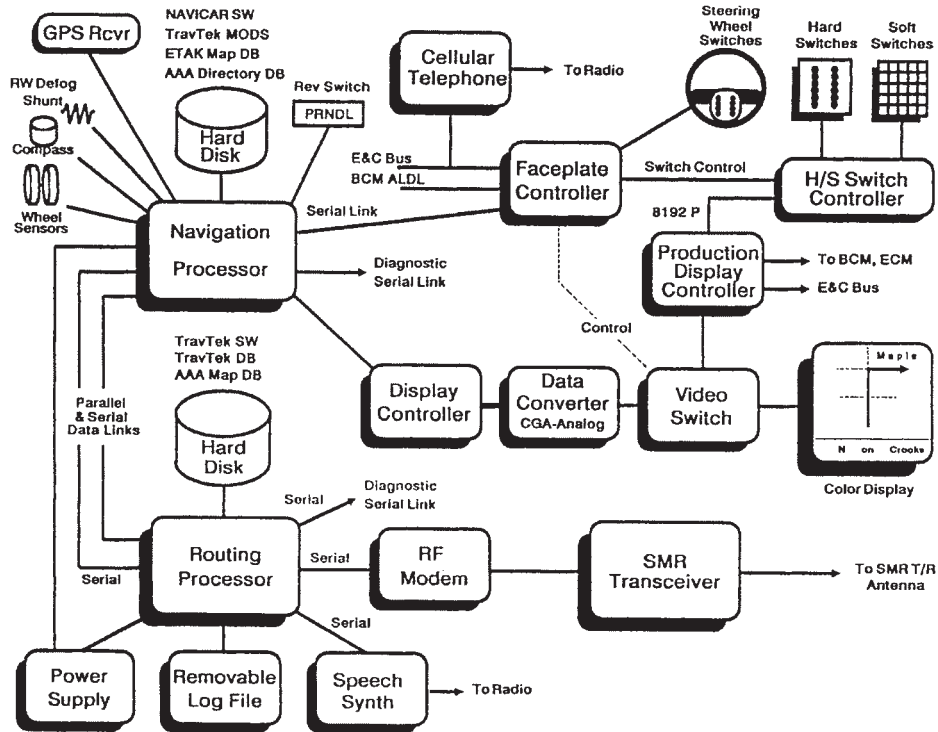 GPS Rcvr
NAVICAR SW
TravTek MODS
ETAK Map DB
AAA Directory DB
Hard
Disk
RW Defog
Shunt
Compass
Wheel
Sensors
Rev Switch
PRNDL
Cellular
Telephone
To Radio
Steering
Wheel
Switches
Hard
Switches
Soft
Switches
E&C Bus
BCM ALDL
Faceplate
Controller
Switch Control
H/S Switch
Controller
Serial Link
Navigation
Processor
Diagnostic
Serial Link
8192 P
Production
Display
Controller
To BCM, ECM
E&C Bus
Control
TravTek SW
TravTek DB
AAA Map DB
Hard
Disk
Parallel
& Serial
Data Links
Display
Controller
Data
Converter
CGA-Analog
Video
Switch
Maple
N on Crooks
Color Display
Serial
Diagnostic
Serial Link
Routing
Processor
Serial
Serial
RF
Modem
SMR
Transceiver
To SMR T/R
Antenna
Serial
Power
Supply
Removable
Log File
Speech
Synth
To Radio